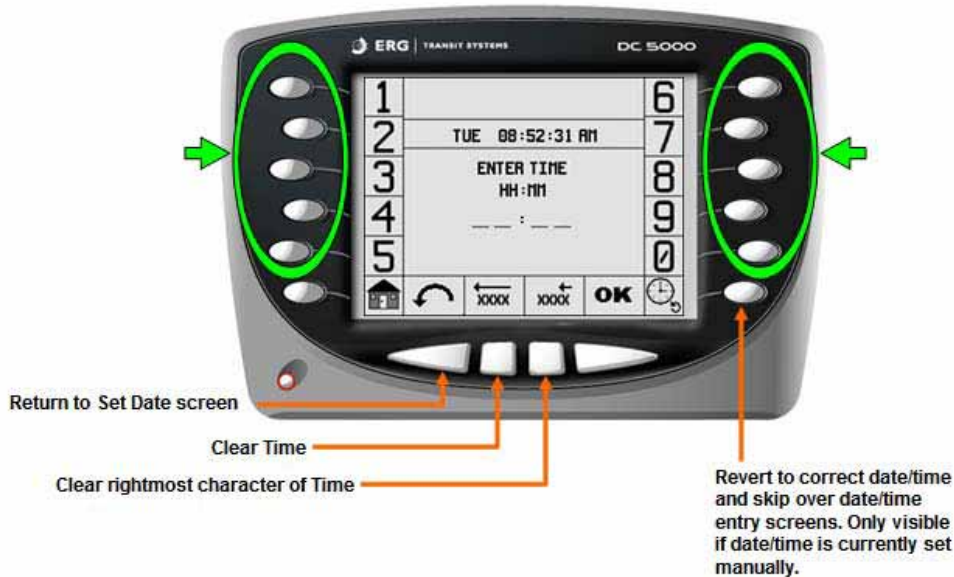 ERG TRANSIT SYSTEMS
DC 5000
1
6
2
TUE 08:52:31 AM
7
3
ENTER TIME
8
HH:MM
4
__ __ : __ __
9
5
0
xxxx
xxxx
OK
Return to Set Date screen
Clear Time
Clear rightmost character of Time
Revert to correct date/time
and skip over date/time
entry screens. Only visible
if date/time is currently set
manually.